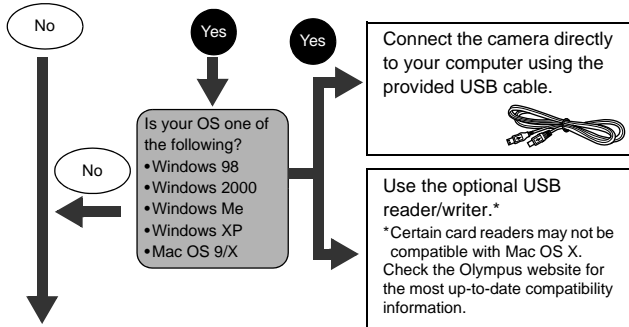 No
Yes
Yes
Connect the camera directly
to your computer using the
provided USB cable.
Is your OS one of
the following?
•Windows 98
•Windows 2000
•Windows Me
•Windows XP
•Mac OS 9/X
No
Use the optional USB
reader/writer.*
*Certain card readers may not be
compatible with Mac OS X.
Check the Olympus website for
the most up-to-date compatibility
information.